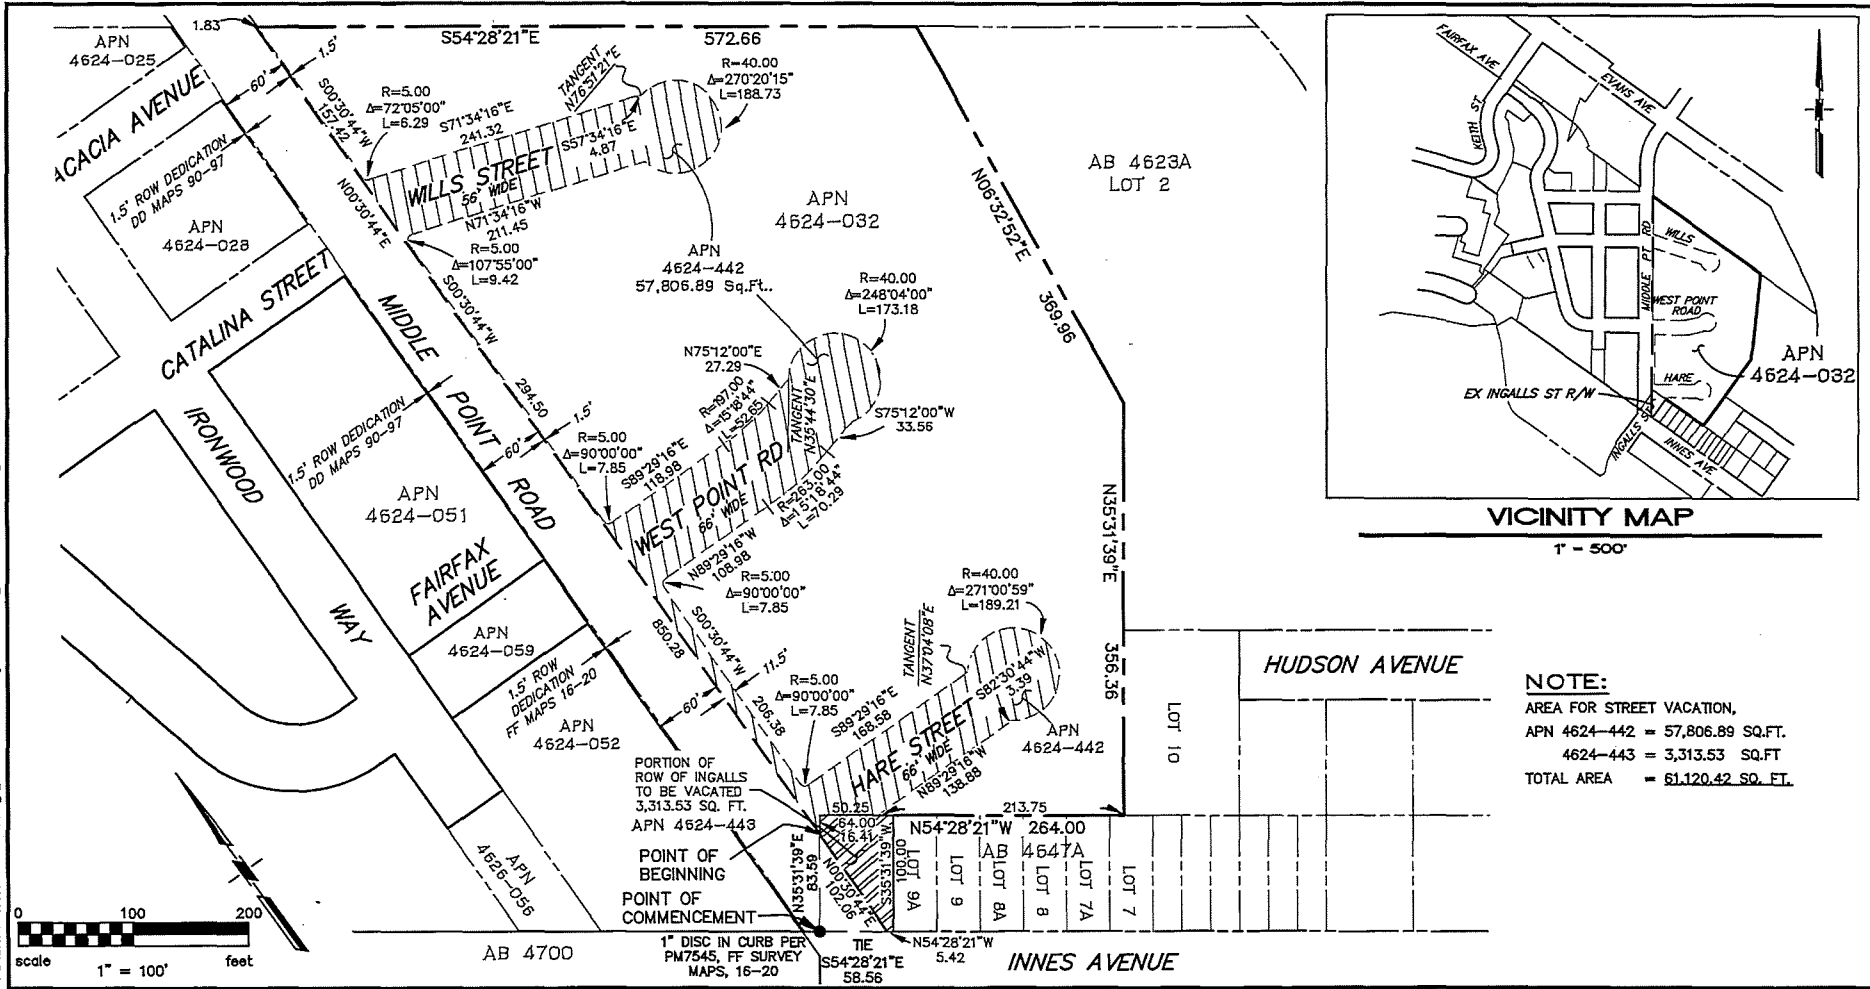 1.83
APN
4624-025
60'
1.5'
S54°28'21"E 572.66
ACACIA AVENUE
1.5' ROW DEDICATION
DD MAPS 90-97
APN
4624-028
S00°30'44"W
157.42
N00°30'44"E
R=5.00
Δ=72°05'00"
L=6.29
S71°34'16"E
241.32
TANGENT
N76°51'21"E
R=40.00
Δ=270°20'15"
L=188.73
S57°34'16"E
4.87
WILLS STREET
56' WIDE
N71°34'16"W
211.45
R=5.00
Δ=107°55'00"
L=9.42
APN
4624-442
57,806.89 Sq.Ft..
APN
4624-032
AB 4623A
LOT 2
N06°32'52"E
369.96
CATALINA STREET
MIDDLE POINT ROAD
IRONWOOD
WAY
S00°30'44"W
294.50
1.5'
60'
1.5' ROW DEDICATION
DD MAPS 90-97
APN
4624-051
FAIRFAX
AVENUE
R=40.00
Δ=248°04'00"
L=173.18
N75°12'00"E
27.29
R=197.00
Δ=15°18'44"
L=52.65
TANGENT
N35°44'30"E
S75°12'00"W
33.56
R=5.00
Δ=90°00'00"
L=7.85
S89°29'16"E
118.98
WEST POINT RD
66' WIDE
R=263.00
Δ=15°18'44"
L=70.29
N89°29'16"W
108.98
R=5.00
Δ=90°00'00"
L=7.85
N35°31'39"E
356.36
APN
4624-059
1.5' ROW
DEDICATION
FF MAPS 16-20
APN
4624-052
850.28
S00°30'44"W
206.38
11.5'
60'
R=5.00
Δ=90°00'00"
L=7.85
R=40.00
Δ=271°00'59"
L=189.21
TANGENT
N37°04'08"E
S89°29'16"E
168.58
S82°30'44"W
3.39
HARE STREET
66' WIDE
N89°29'16"W
138.88
APN
4624-442
PORTION OF
ROW OF INGALLS
TO BE VACATED
3,313.53 SQ. FT.
APN 4624-443
POINT OF
BEGINNING
POINT OF
COMMENCEMENT
1" DISC IN CURB PER
PM7545, FF SURVEY
MAPS, 16-20
50.25
64.00
16.41
213.75
N54°28'21"W 264.00
AB 4647A
N35°31'39"E
83.59
N00°30'44"E
102.06
S35°31'39"W
100.00
LOT 9A
LOT 9
LOT 8A
LOT 8
LOT 7A
LOT 7
LOT 10
TIE
S54°28'21"E
58.56
N54°28'21"W
5.42
INNES AVENUE
HUDSON AVENUE
APN
4626-056
AB 4700
0 100 200
scale 1" = 100' feet
FAIRFAX AVE
EVANS AVE
KEITH ST
MIDDLE PT RD
WILLS
WEST POINT
ROAD
HARE
APN
4624-032
EX INGALLS ST R/W
INGALLS ST
INNES AVE
VICINITY MAP
1" - 500'
NOTE:
AREA FOR STREET VACATION,
APN 4624-442 = 57,806.89 SQ.FT.
4624-443 = 3,313.53 SQ.FT
TOTAL AREA = 61,120.42 SQ. FT.